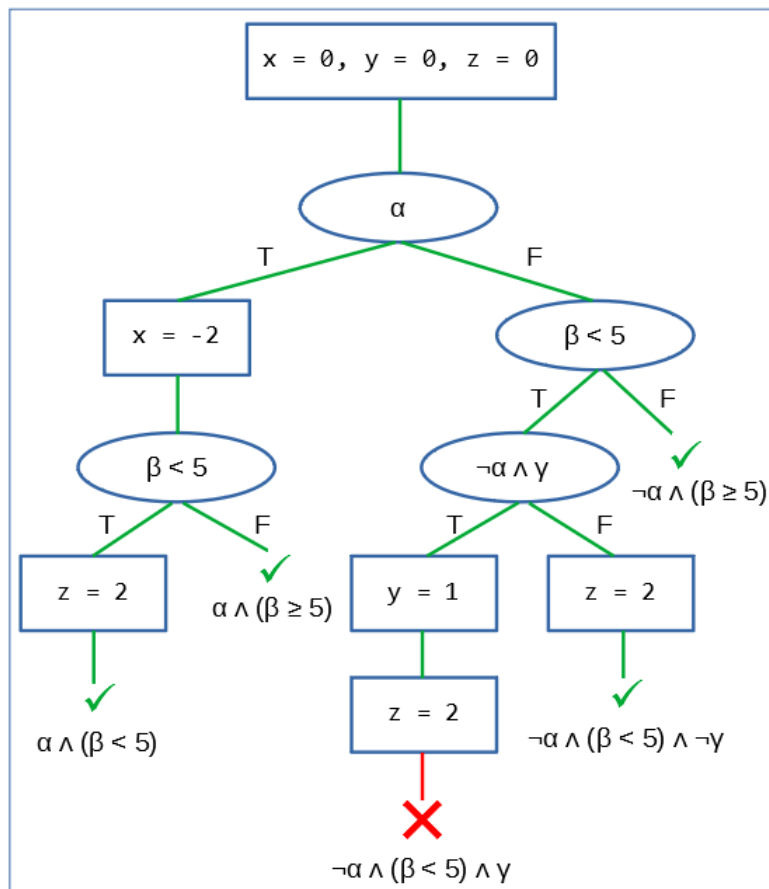 x = 0, y = 0, z = 0
α
T
F
x = -2
β < 5
T
F
β < 5
¬α ∧ γ
¬α ∧ (β ≥ 5)
T
F
T
F
z = 2
α ∧ (β ≥ 5)
y = 1
z = 2
z = 2
α ∧ (β < 5)
¬α ∧ (β < 5) ∧ ¬γ
¬α ∧ (β < 5) ∧ γ